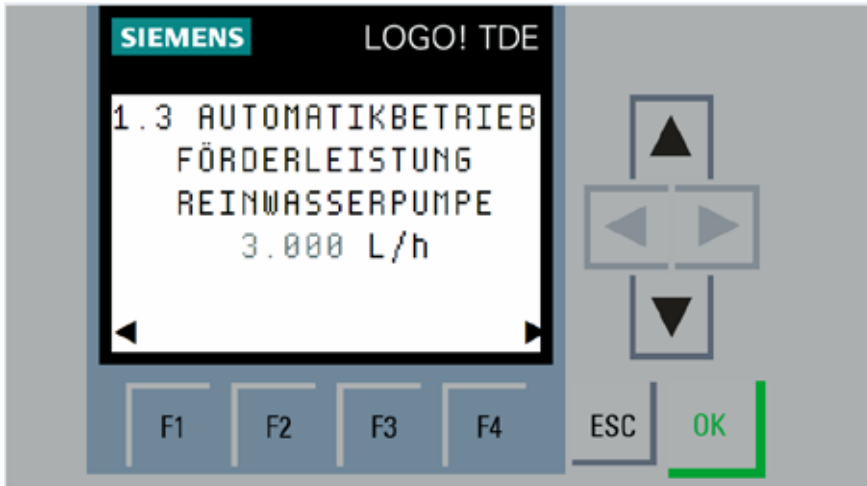 SIEMENS LOGO! TDE
1.3 AUTOMATIKBETRIEB
FÖRDERLEISTUNG
REINWASSERPUMPE
3.000 L/h
F1 F2 F3 F4 ESC OK